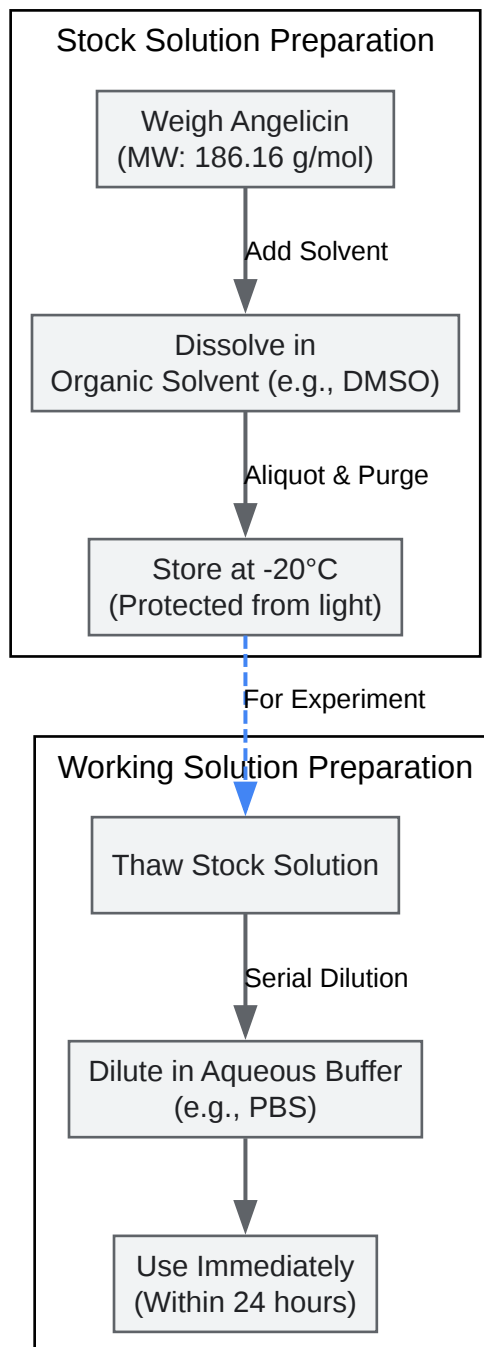 Stock Solution Preparation
Weigh Angelicin
(MW: 186.16 g/mol)
Add Solvent
Dissolve in
Organic Solvent (e.g., DMSO)
Aliquot & Purge
Store at -20°C
(Protected from light)
For Experiment
Working Solution Preparation
Thaw Stock Solution
Serial Dilution
Dilute in Aqueous Buffer
(e.g., PBS)
Use Immediately
(Within 24 hours)